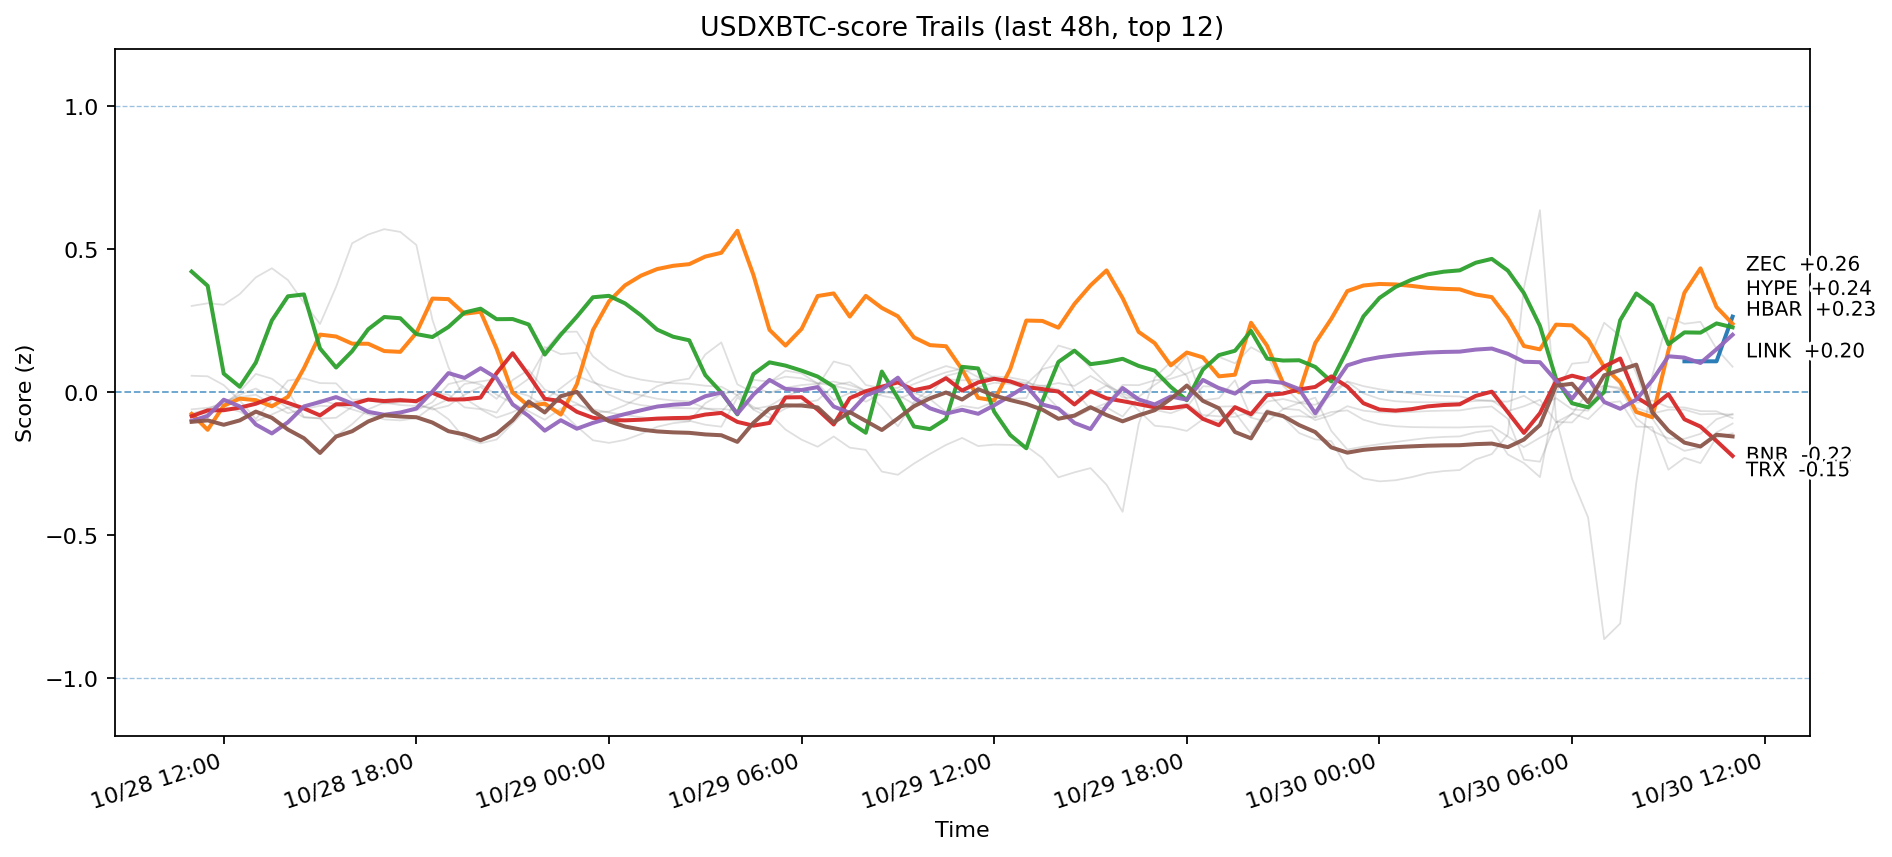 USDXBTC-score Trails (last 48h, top 12)
Score (z)
1.0
0.5
0.0
−0.5
−1.0
ZEC +0.26
HYPE +0.24
HBAR +0.23
LINK +0.20
BNB -0.22
TRX -0.15
10/28 12:00
10/28 18:00
10/29 00:00
10/29 06:00
10/29 12:00
10/29 18:00
10/30 00:00
10/30 06:00
10/30 12:00
Time